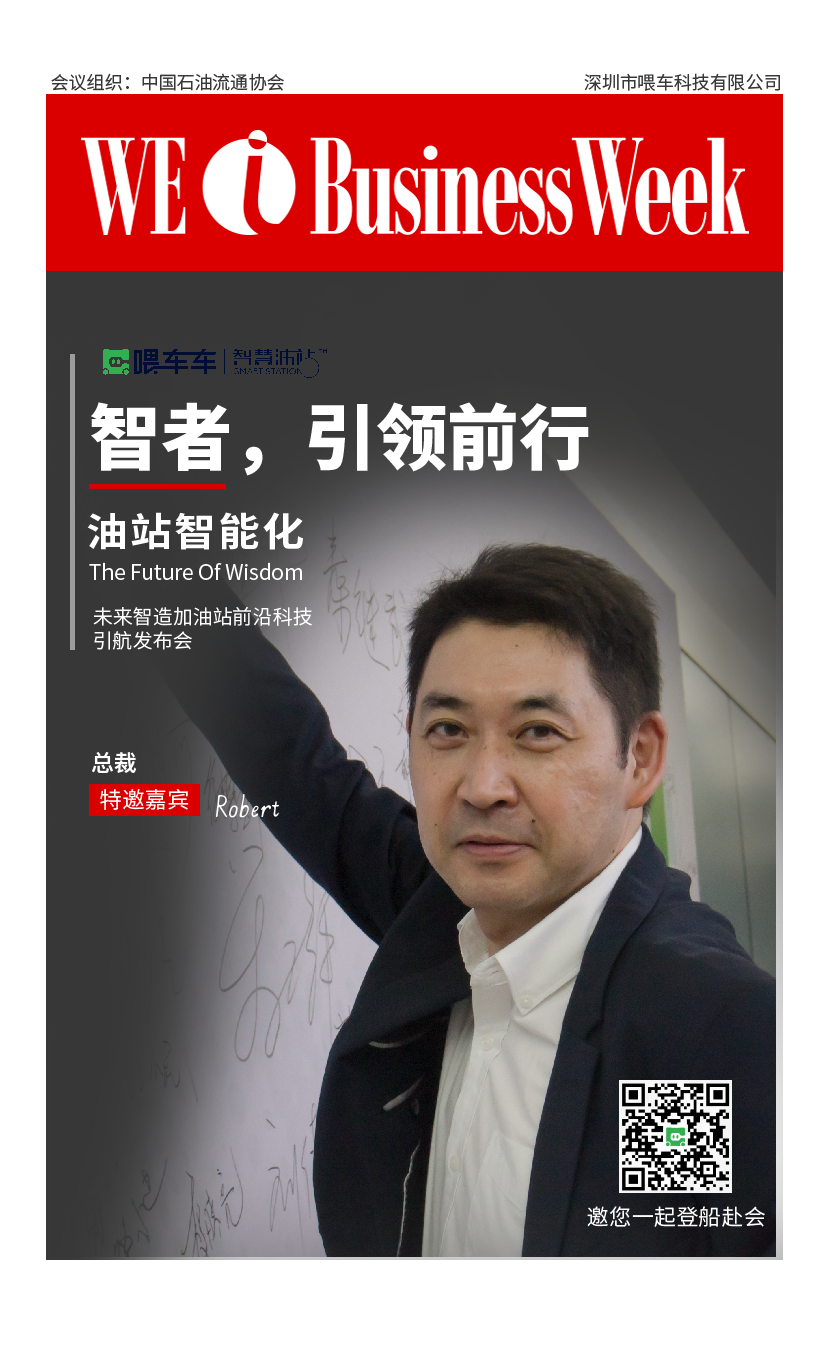 会议组织：中国石油流通协会
深圳市喂车科技有限公司
WE i BusinessWeek
喂车车 智慧油站™
SMART STATION
智者，引领前行
油站智能化
The Future Of Wisdom
未来智造加油站前沿科技
引航发布会
总裁
特邀嘉宾 Robert
邀您一起登船赴会